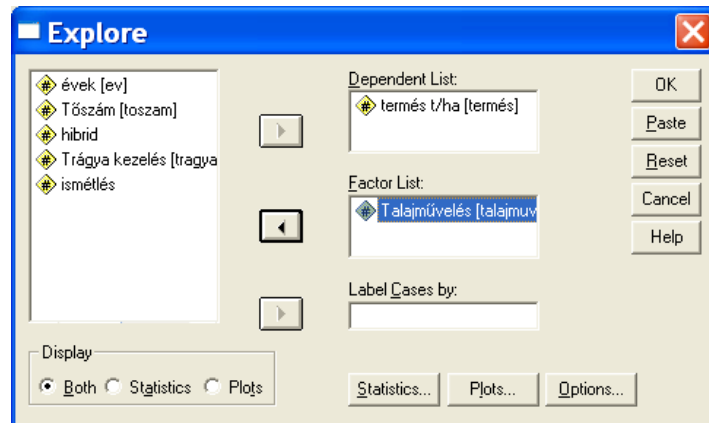 Explore
évek [ev]
Tőszám [toszam]
hibrid
Trágya kezelés [tragya
ismétlés
Dependent List:
termés t/ha [termés]
Factor List:
Talajművelés [talajmuv
Label Cases by:
OK
Paste
Reset
Cancel
Help
Display
Both
Statistics
Plots
Statistics...
Plots...
Options...